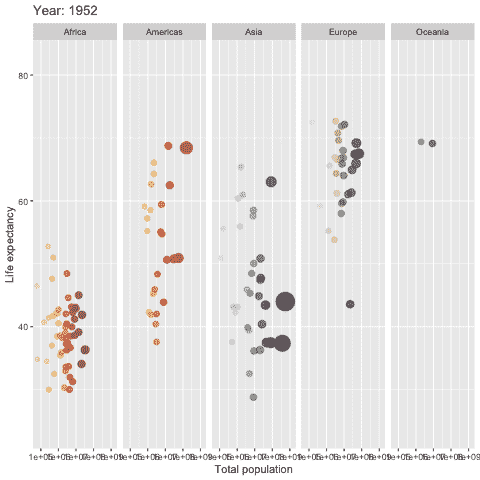 Year: 1952
Africa Americas Asia Europe Oceania
80
60
40
Life expectancy
Total population